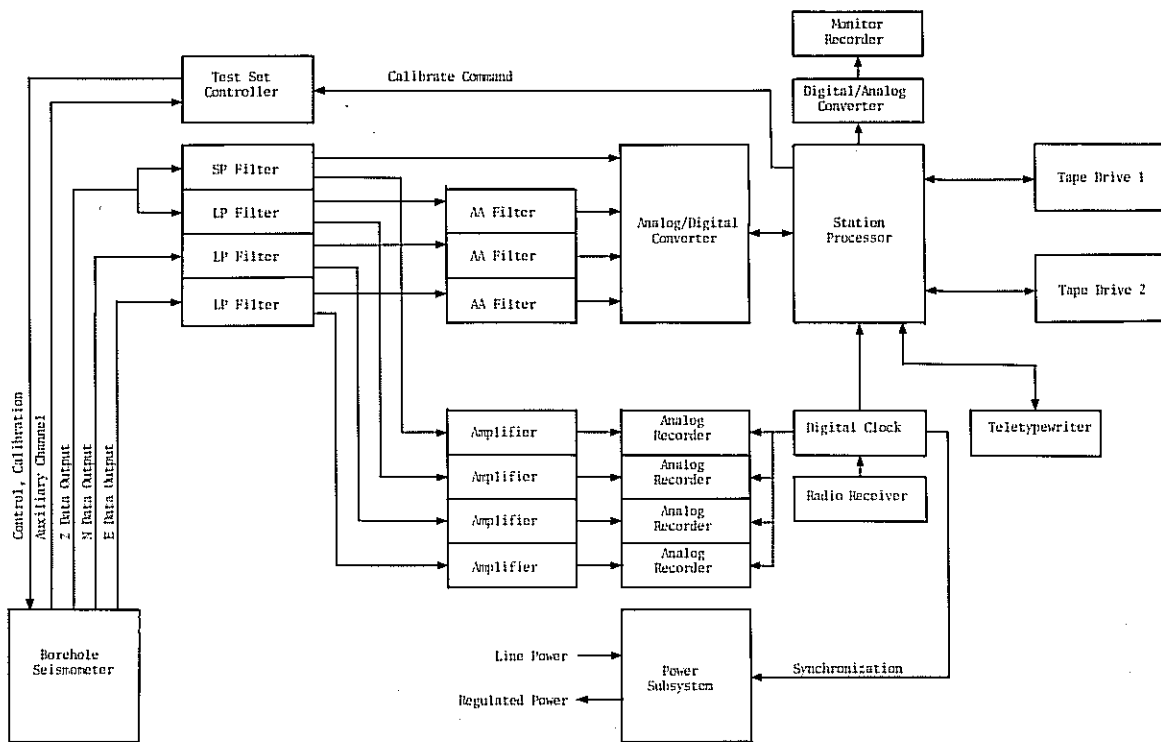 Monitor
Recorder
Test Set
Controller
Calibrate Command
Digital/Analog
Converter
SP Filter
LP Filter
LP Filter
LP Filter
AA Filter
AA Filter
AA Filter
Analog/Digital
Converter
Station
Processor
Tape Drive 1
Tape Drive 2
Control, Calibration
Auxiliary Channel
Z Data Output
N Data Output
E Data Output
Amplifier
Amplifier
Amplifier
Amplifier
Analog
Recorder
Analog
Recorder
Analog
Recorder
Analog
Recorder
Digital Clock
Teletypewriter
Radio Receiver
Borehole
Seismometer
Line Power
Regulated Power
Power
Subsystem
Synchronization